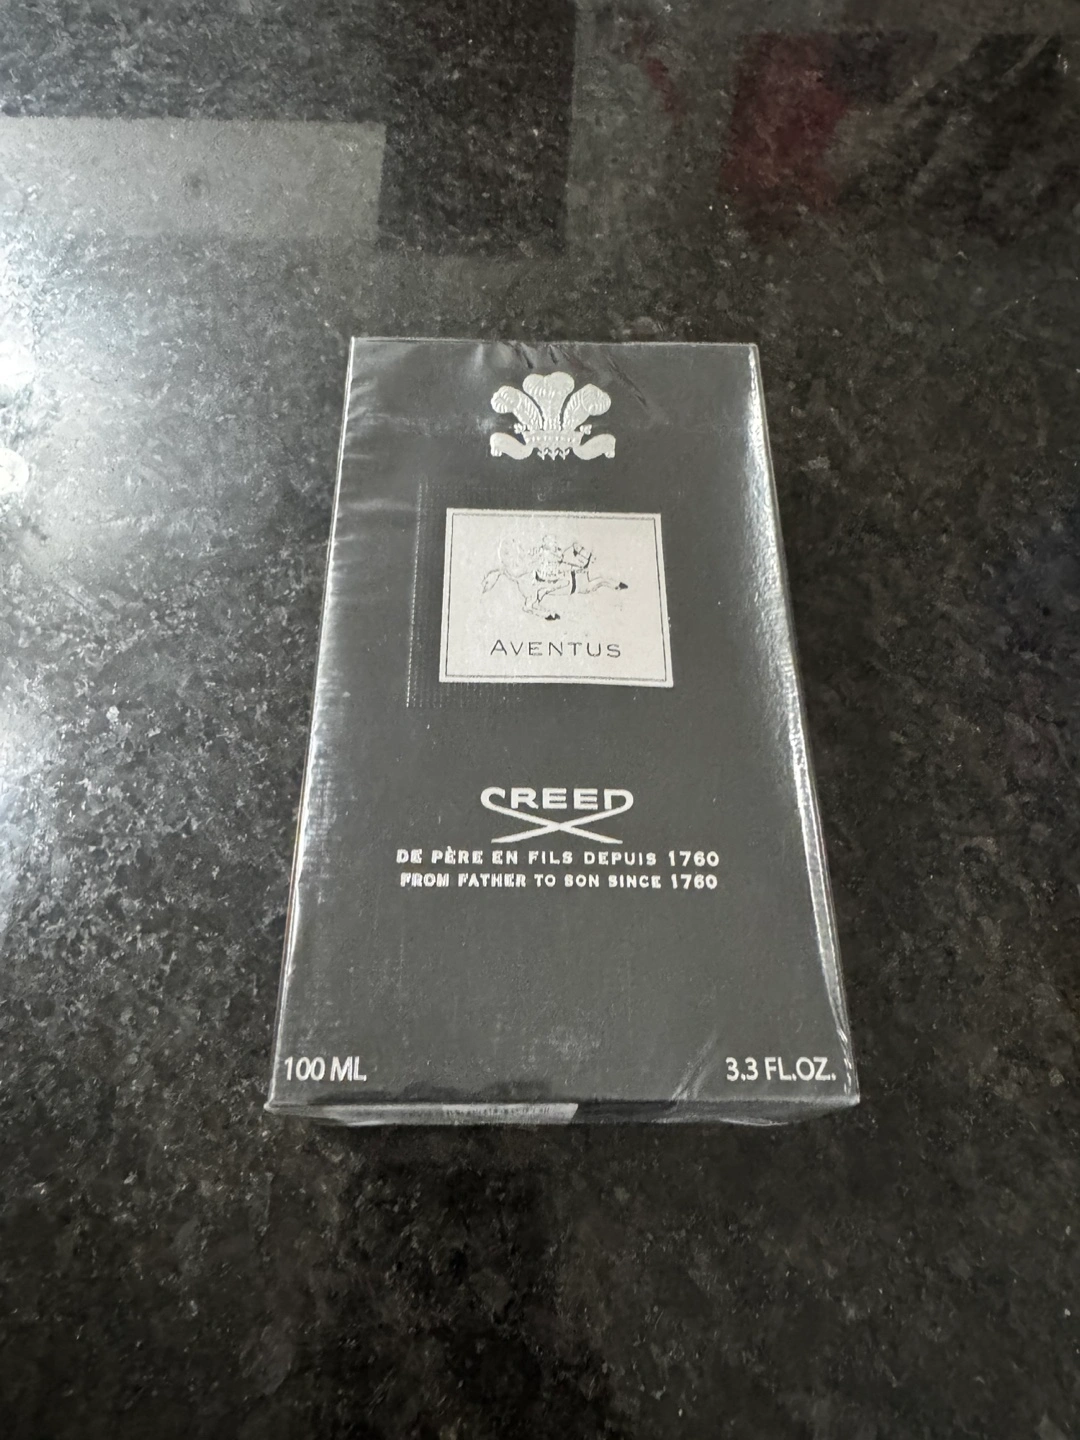 AVENTUS
CREED
DE PÈRE EN FILS DEPUIS 1760
FROM FATHER TO SON SINCE 1760
100 ML
3.3 FL.OZ.